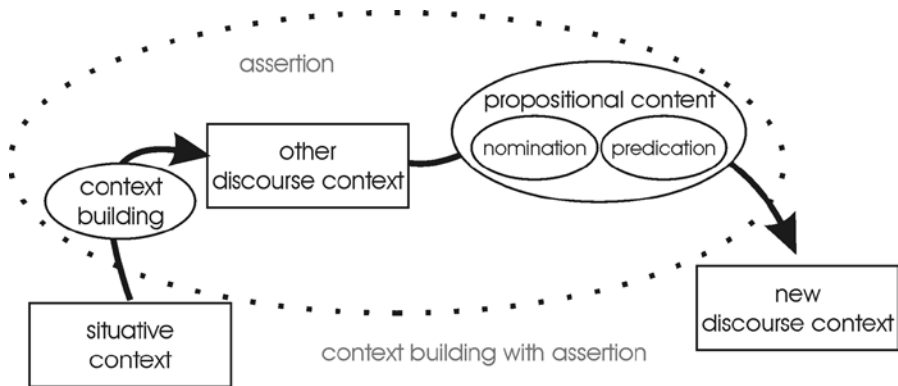 assertion
propositional content
nomination
predication
other
discourse context
context
building
situative
context
new
discourse context
context building with assertion